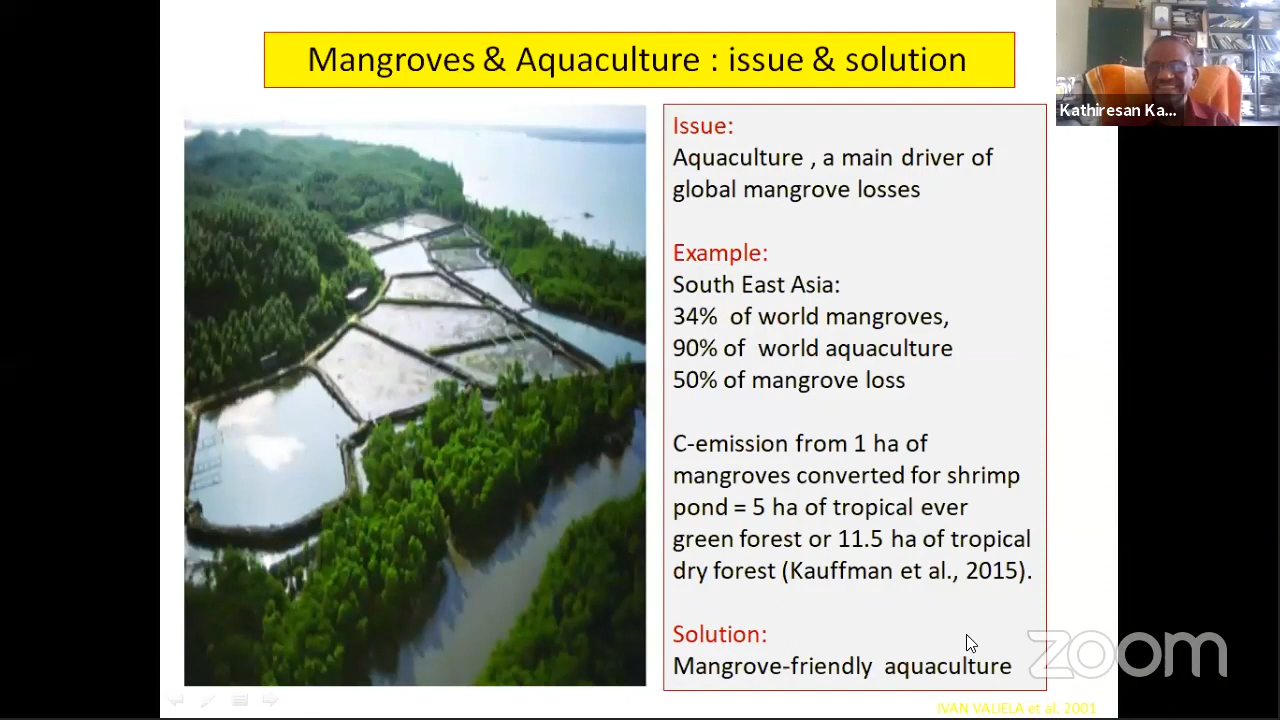 Mangroves & Aquaculture : issue & solution
Kathiresan Ka...
Issue:
Aquaculture , a main driver of
global mangrove losses
Example:
South East Asia:
34% of world mangroves,
90% of world aquaculture
50% of mangrove loss
C-emission from 1 ha of
mangroves converted for shrimp
pond = 5 ha of tropical ever
green forest or 11.5 ha of tropical
dry forest (Kauffman et al., 2015).
Solution:
Mangrove-friendly aquaculture
zoom
IVAN VALIELA et al. 2001